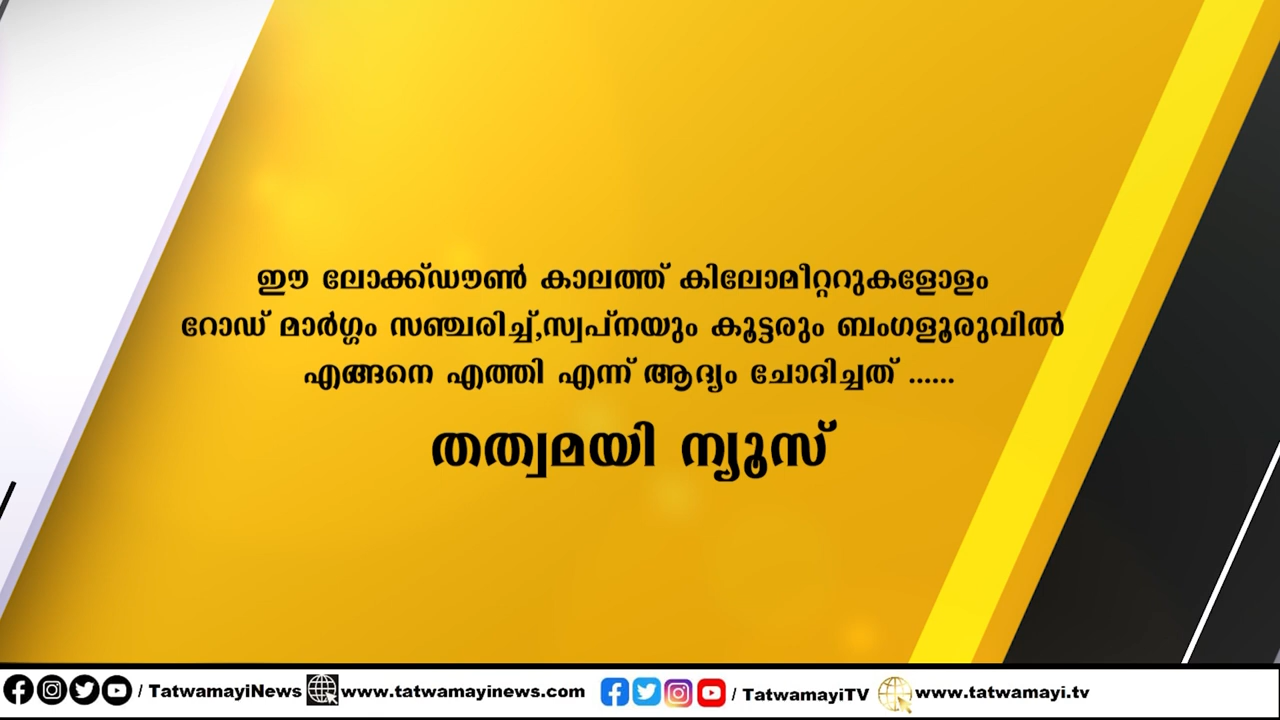 ഈ ലോക്ക്ഡൗൺ കാലത്ത് കിലോമീറ്ററുകളോളം
റോഡ് മാർഗ്ഗം സഞ്ചരിച്ച്,സ്വപ്നയും കൂട്ടരും ബംഗളൂരുവിൽ
എങ്ങനെ എത്തി എന്ന് ആദ്യം ചോദിച്ചത് ......
തത്വമയി ന്യൂസ്
/ TatwamayiNews www.tatwamayinews.com / TatwamayiTV www.tatwamayi.tv